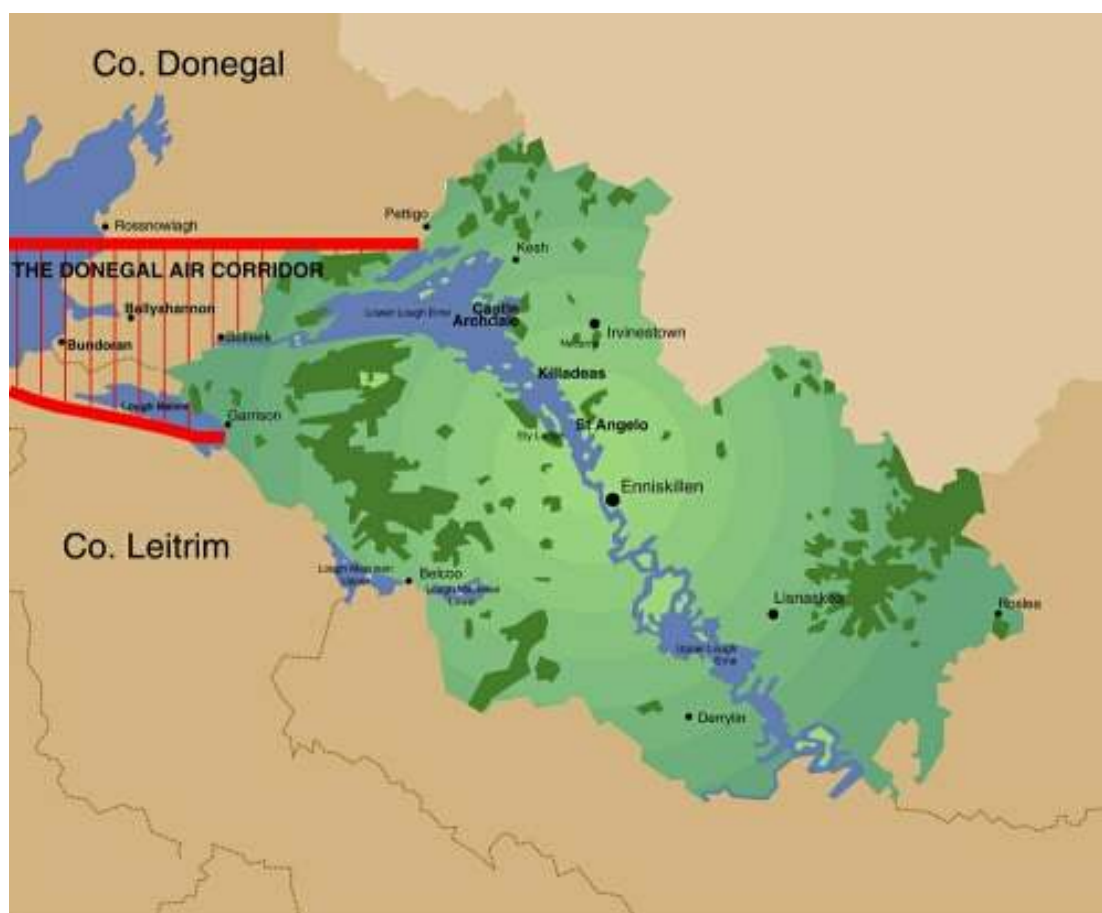 Co. Donegal
Pettigo
Rossnowlagh
Kesh
THE DONEGAL AIR CORRIDOR
Ballyshannon
Lower Lough Erne
Castle
Archdale
Irvinestown
Belleek
Bundoran
Killadeas
Garrison
St Angelo
Enniskillen
Co. Leitrim
Belcoo
Lisnaskea
Roslea
Upper Lough
Erne
Derrylin